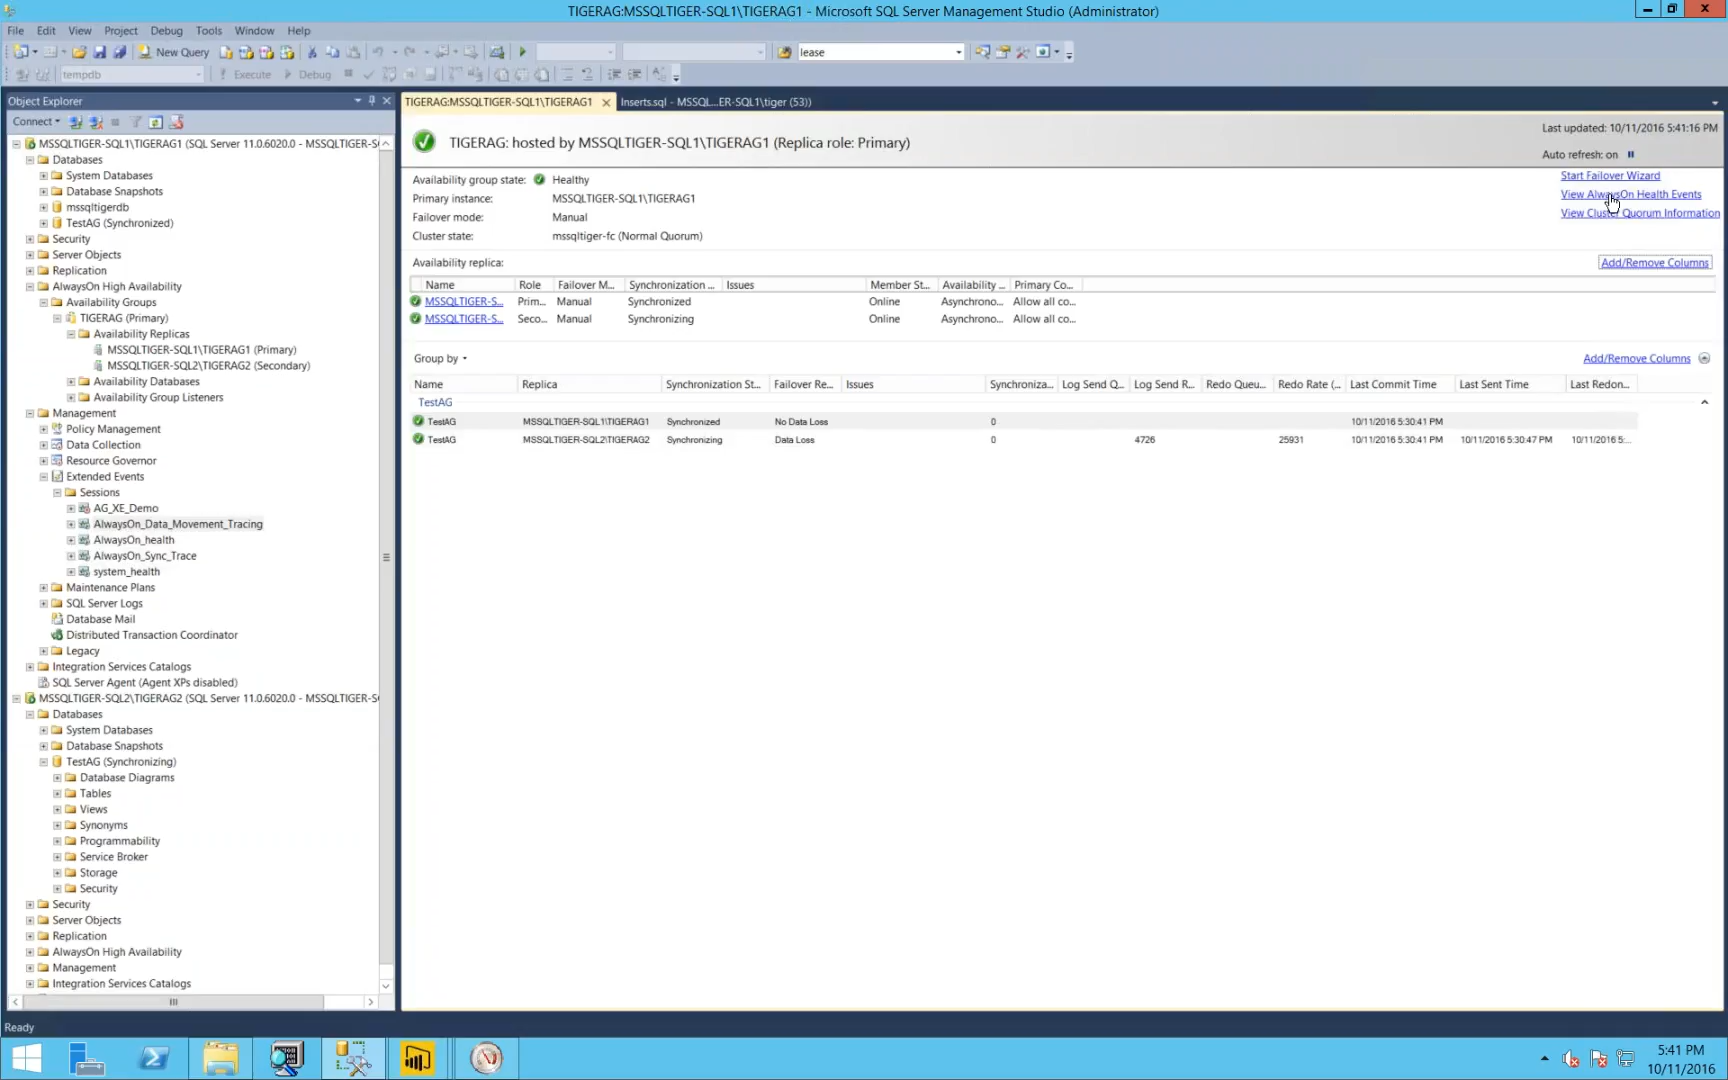 TIGERAG:MSSQLTIGER-SQL1\TIGERAG1 - Microsoft SQL Server Management Studio (Administrator)
File Edit View Project Debug Tools Window Help
New Query lease
tempdb Execute Debug
Object Explorer
Connect
MSSQLTIGER-SQL1\TIGERAG1 (SQL Server 11.0.6020.0 - MSSQLTIGER-S
Databases
System Databases
Database Snapshots
mssqltigerdb
TestAG (Synchronized)
Security
Server Objects
Replication
AlwaysOn High Availability
Availability Groups
TIGERAG (Primary)
Availability Replicas
MSSQLTIGER-SQL1\TIGERAG1 (Primary)
MSSQLTIGER-SQL2\TIGERAG2 (Secondary)
Availability Databases
Availability Group Listeners
Management
Policy Management
Data Collection
Resource Governor
Extended Events
Sessions
AG_XE_Demo
AlwaysOn_Data_Movement_Tracing
AlwaysOn_health
AlwaysOn_Sync_Trace
system_health
Maintenance Plans
SQL Server Logs
Database Mail
Distributed Transaction Coordinator
Legacy
Integration Services Catalogs
SQL Server Agent (Agent XPs disabled)
MSSQLTIGER-SQL2\TIGERAG2 (SQL Server 11.0.6020.0 - MSSQLTIGER-S
Databases
System Databases
Database Snapshots
TestAG (Synchronizing)
Database Diagrams
Tables
Views
Synonyms
Programmability
Service Broker
Storage
Security
Security
Server Objects
Replication
AlwaysOn High Availability
Management
Integration Services Catalogs
TIGERAG:MSSQLTIGER-SQL1\TIGERAG1 Inserts.sql - MSSQL...ER-SQL1\tiger (53))
TIGERAG: hosted by MSSQLTIGER-SQL1\TIGERAG1 (Replica role: Primary)
Last updated: 10/11/2016 5:41:16 PM
Auto refresh: on
Availability group state: Healthy
Primary instance: MSSQLTIGER-SQL1\TIGERAG1
Failover mode: Manual
Cluster state: mssqltiger-fc (Normal Quorum)
Start Failover Wizard
View AlwaysOn Health Events
View Cluster Quorum Information
Availability replica: Add/Remove Columns
Name Role Failover M... Synchronization ... Issues Member St... Availability ... Primary Co...
MSSQLTIGER-S... Prim... Manual Synchronized Online Asynchrono... Allow all co...
MSSQLTIGER-S... Seco... Manual Synchronizing Online Asynchrono... Allow all co...
Group by Add/Remove Columns
Name Replica Synchronization St... Failover Re... Issues Synchroniza... Log Send Q... Log Send R... Redo Queu... Redo Rate (... Last Commit Time Last Sent Time Last Redon...
TestAG
TestAG MSSQLTIGER-SQL1\TIGERAG1 Synchronized No Data Loss 0 10/11/2016 5:30:41 PM
TestAG MSSQLTIGER-SQL2\TIGERAG2 Synchronizing Data Loss 0 4726 25931 10/11/2016 5:30:41 PM 10/11/2016 5:30:47 PM 10/11/2016 5:...
Ready
5:41 PM
10/11/2016